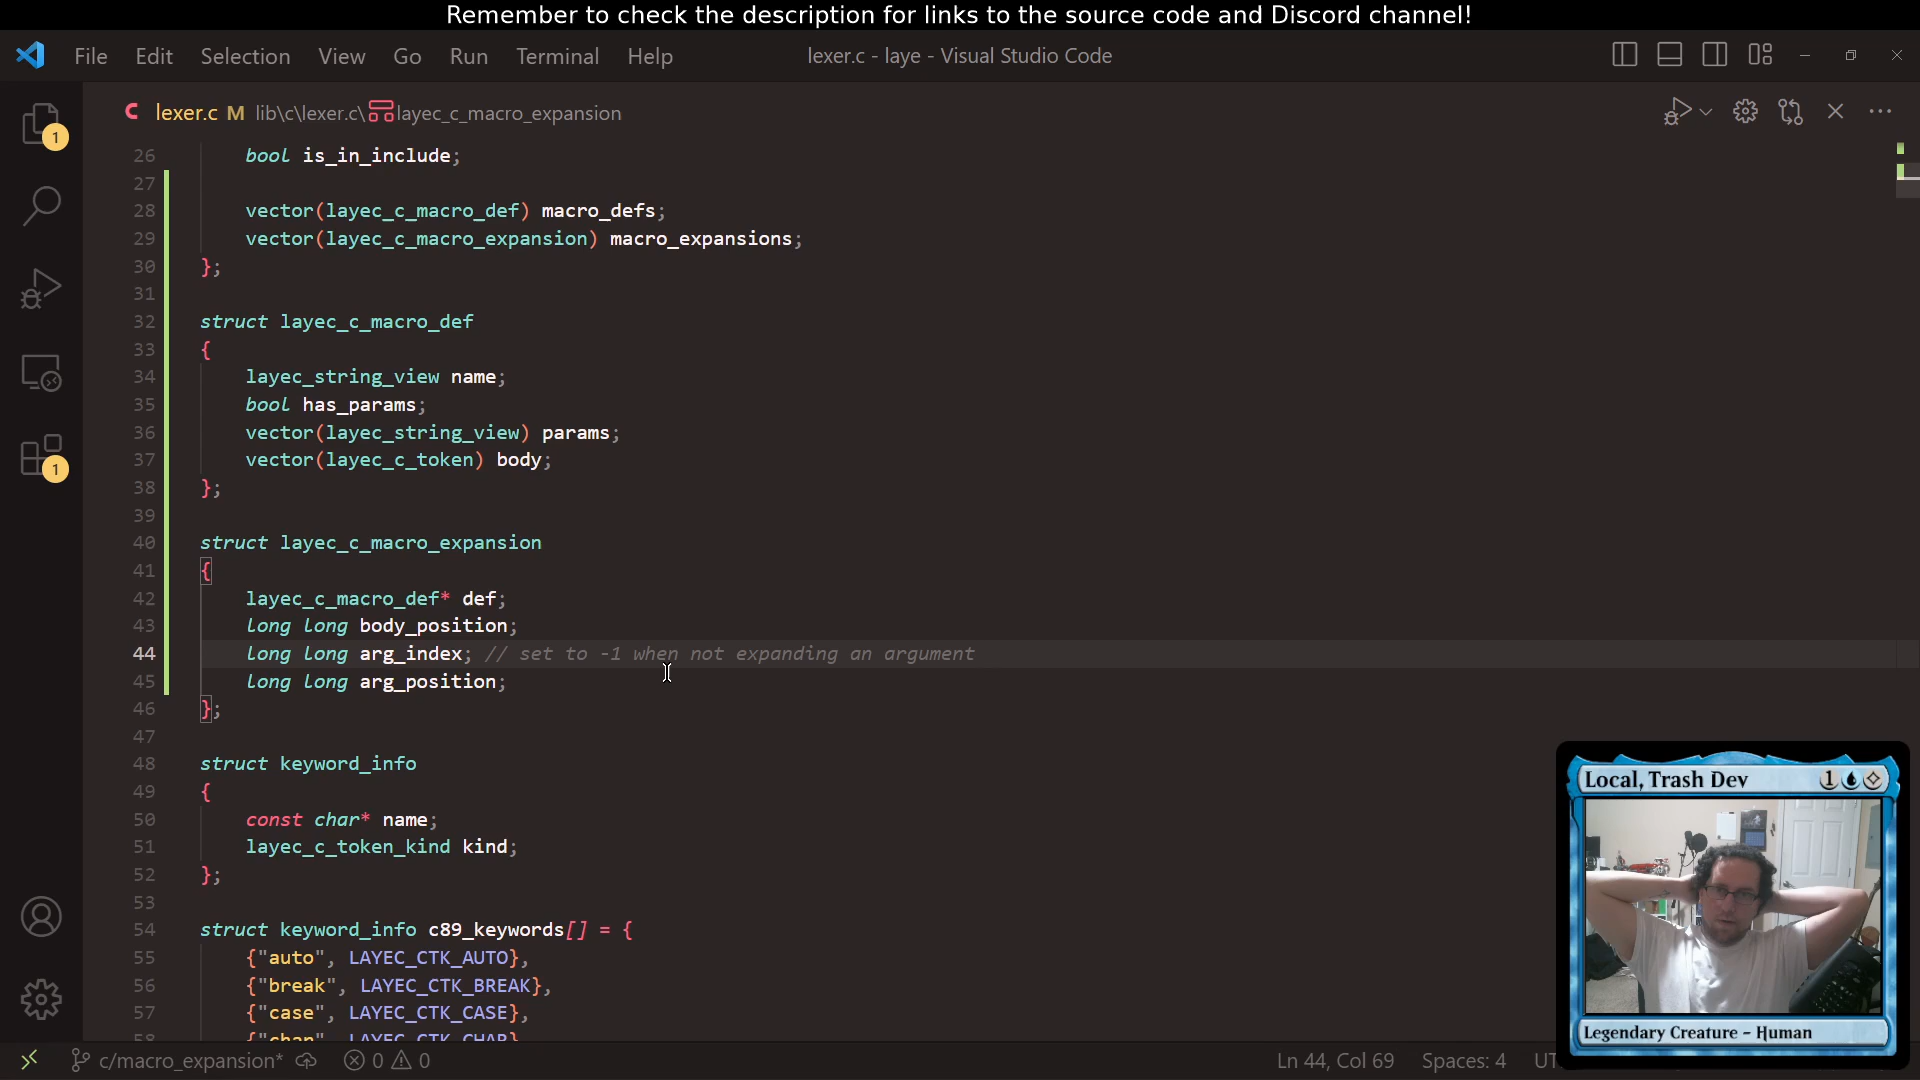 Remember to check the description for links to the source code and Discord channel!
File Edit Selection View Go Run Terminal Help lexer.c - laye - Visual Studio Code
lexer.c M lib\c\lexer.c\layec_c_macro_expansion
26 bool is_in_include;
27
28 vector(layec_c_macro_def) macro_defs;
29 vector(layec_c_macro_expansion) macro_expansions;
30 };
31
32 struct layec_c_macro_def
33 {
34 layec_string_view name;
35 bool has_params;
36 vector(layec_string_view) params;
37 vector(layec_c_token) body;
38 };
39
40 struct layec_c_macro_expansion
41 {
42 layec_c_macro_def* def;
43 long long body_position;
44 long long arg_index; // set to -1 when not expanding an argument
45 long long arg_position;
46 };
47
48 struct keyword_info
49 {
50 const char* name;
51 layec_c_token_kind kind;
52 };
53
54 struct keyword_info c89_keywords[] = {
55 {"auto", LAYEC_CTK_AUTO},
56 {"break", LAYEC_CTK_BREAK},
57 {"case", LAYEC_CTK_CASE},
58 {"char", LAYEC_CTK_CHAR},
1
1
Local, Trash Dev 1
Legendary Creature – Human
c/macro_expansion* 0 0 Ln 44, Col 69 Spaces: 4